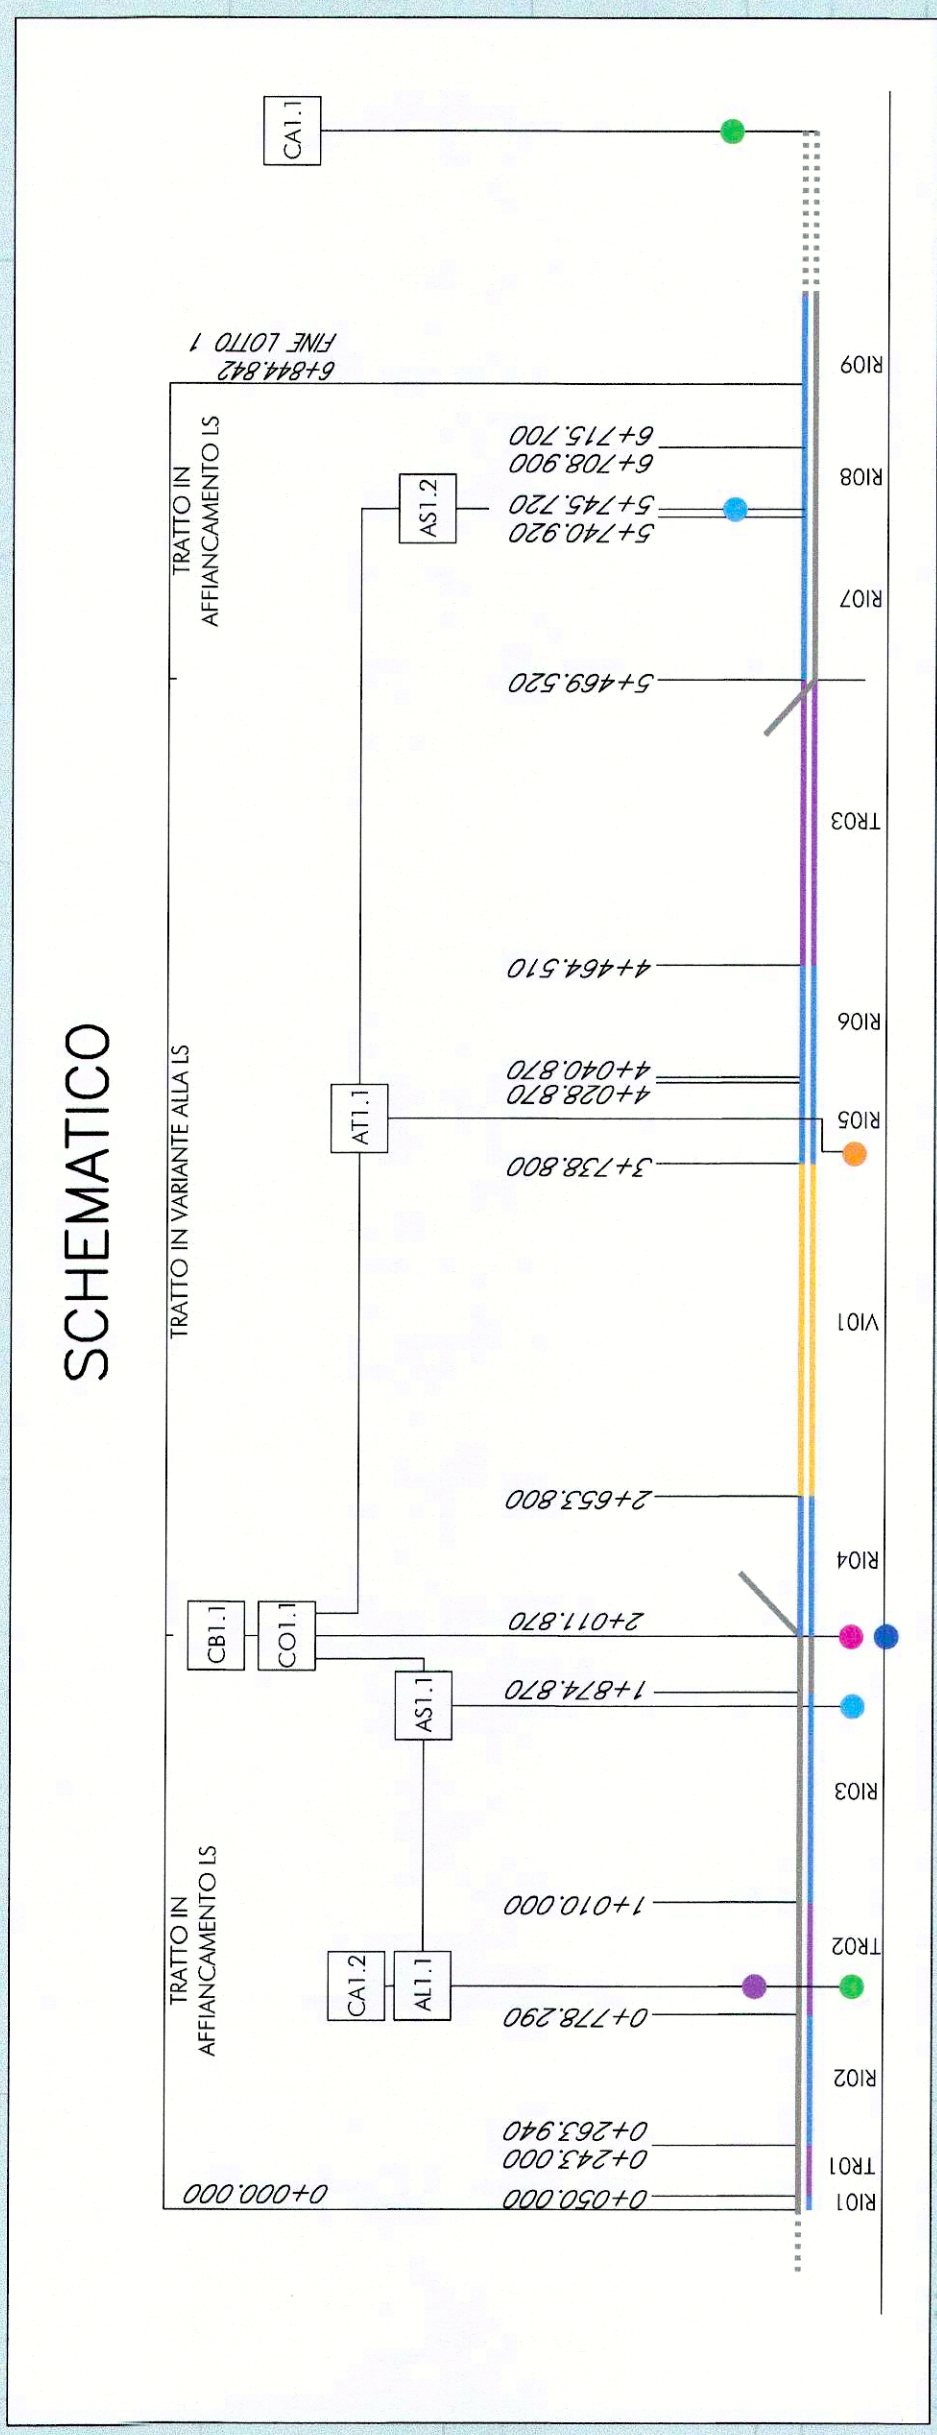 SCHEMATICO
TRATTO IN
AFFIANCAMENTO LS
TRATTO IN VARIANTE ALLA LS
TRATTO IN
AFFIANCAMENTO LS
0+000.000
6+844.842
FINE LOTTO 1
CB1.1
CO1.1
CA1.2
AL1.1
AS1.1
AT1.1
AS1.2
CA1.1
0+050.000
0+243.000
0+263.940
0+778.290
1+010.000
1+874.870
2+011.870
2+653.800
3+738.800
4+028.870
4+040.870
4+464.510
5+469.520
5+740.920
5+745.720
6+708.900
6+715.700
RI01
TR01
RI02
TR02
RI03
RI04
VI01
RI05
RI06
TR03
RI07
RI08
RI09